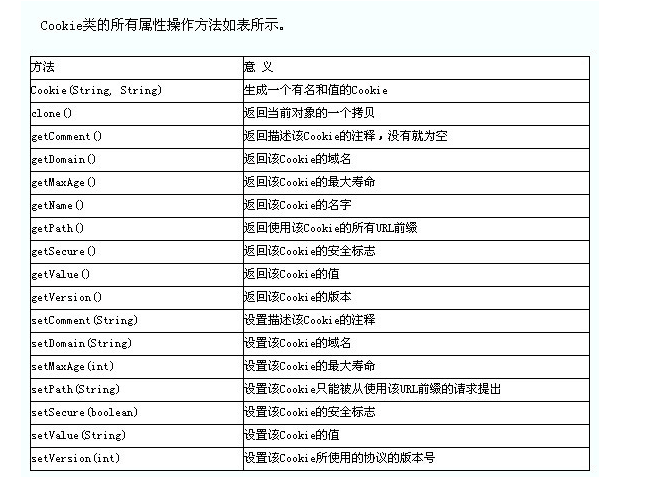 Cookie类的所有属性操作方法如表所示。
方法 意 义
Cookie(String, String) 生成一个有名和值的Cookie
clone() 返回当前对象的一个拷贝
getComment() 返回描述该Cookie的注释，没有就为空
getDomain() 返回该Cookie的域名
getMaxAge() 返回该Cookie的最大寿命
getName() 返回该Cookie的名字
getPath() 返回使用该Cookie的所有URL前缀
getSecure() 返回该Cookie的安全标志
getValue() 返回该Cookie的值
getVersion() 返回该Cookie的版本
setComment(String) 设置描述该Cookie的注释
setDomain(String) 设置该Cookie的域名
setMaxAge(int) 设置该Cookie的最大寿命
setPath(String) 设置该Cookie只能被从使用该URL前缀的请求提出
setSecure(boolean) 设置该Cookie的安全标志
setValue(String) 设置该Cookie的值
setVersion(int) 设置该Cookie所使用的协议的版本号